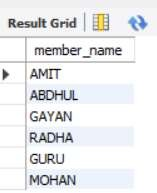 Result Grid
member_name
AMIT
ABDHUL
GAYAN
RADHA
GURU
MOHAN